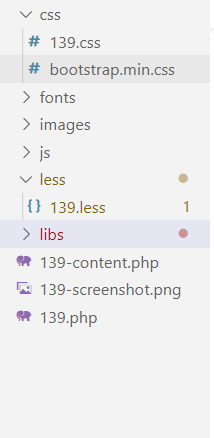 css
139.css
bootstrap.min.css
fonts
images
js
less
139.less 1
libs
139-content.php
139-screenshot.png
139.php